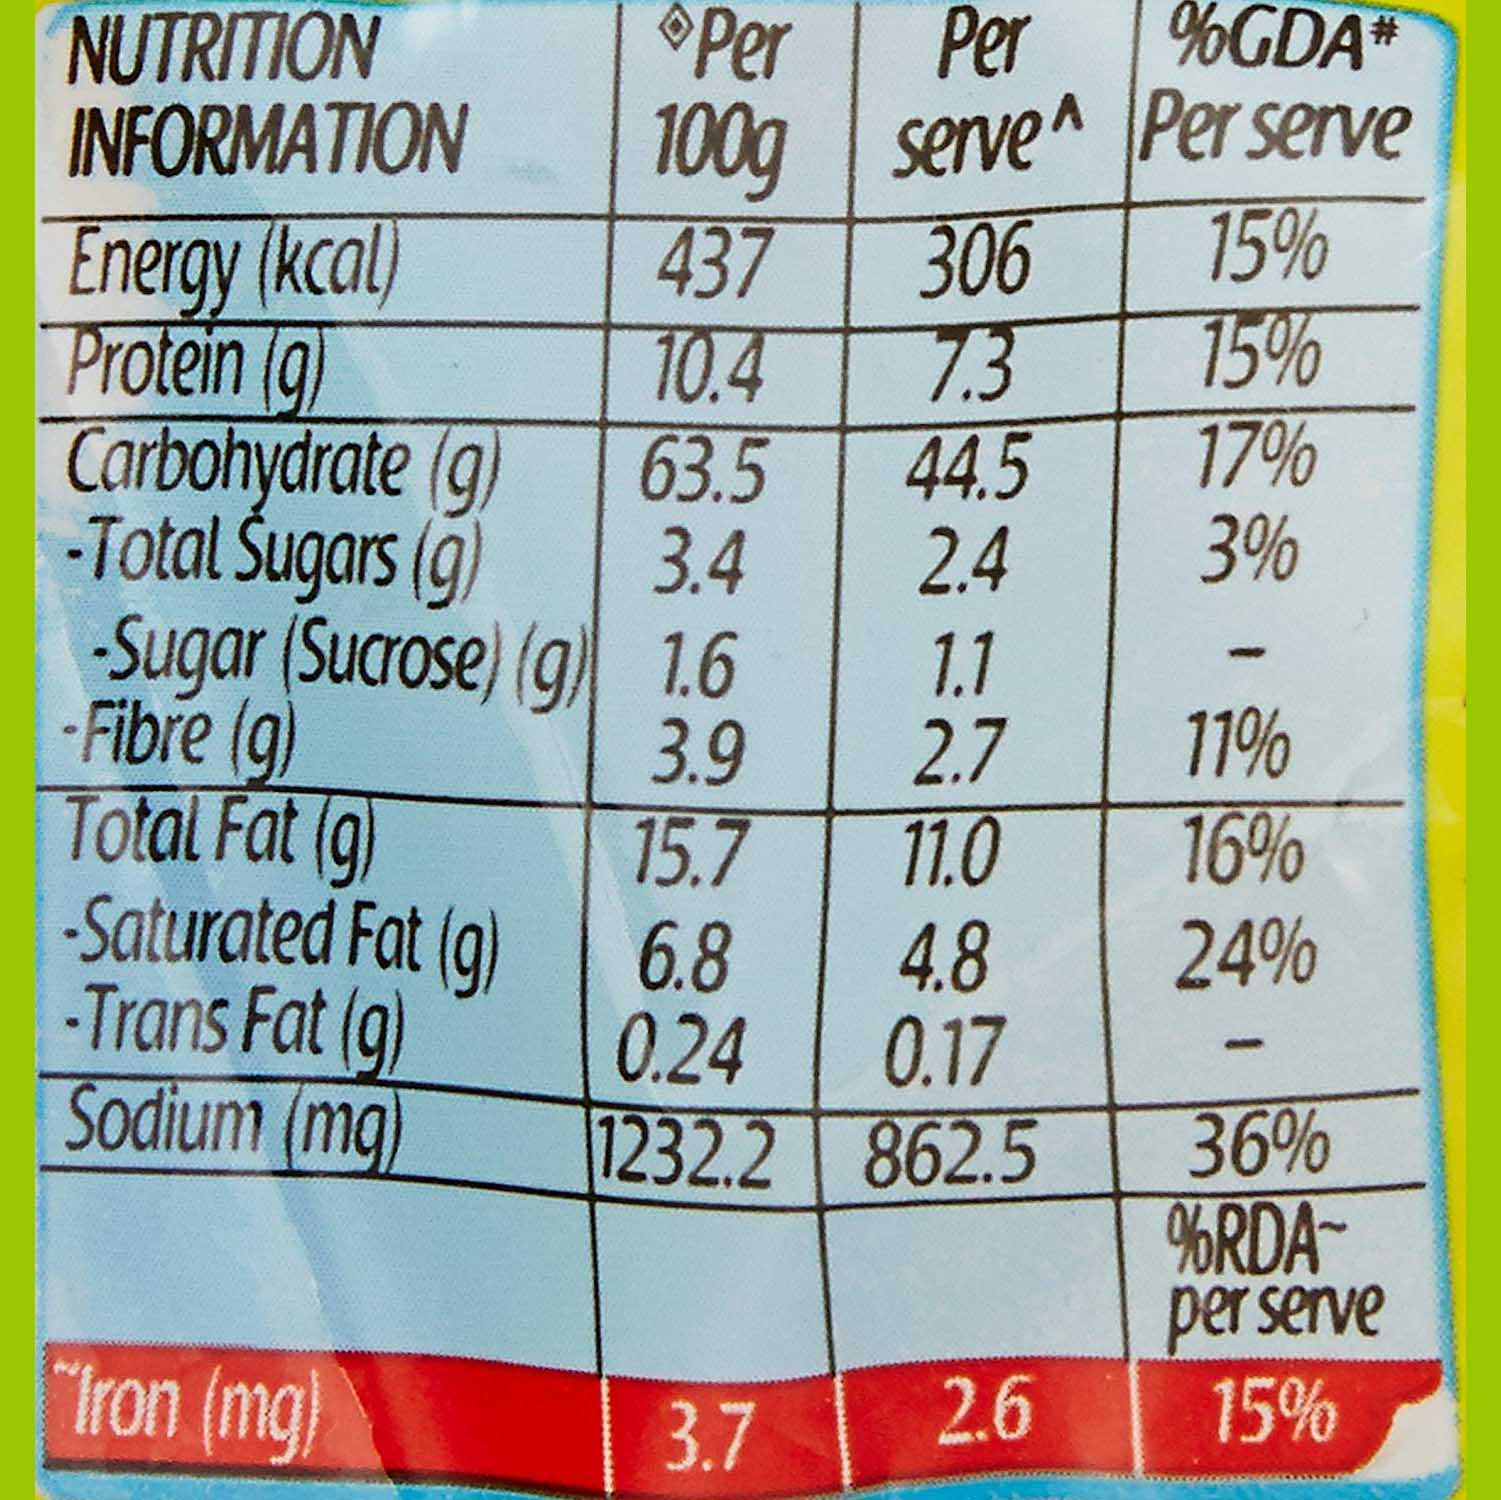 NUTRITION INFORMATION ◈Per 100g Per serve^ %GDA# Per serve
Energy (kcal) 437 306 15%
Protein (g) 10.4 7.3 15%
Carbohydrate (g) 63.5 44.5 17%
-Total Sugars (g) 3.4 2.4 3%
-Sugar (Sucrose) (g) 1.6 1.1 –
-Fibre (g) 3.9 2.7 11%
Total Fat (g) 15.7 11.0 16%
-Saturated Fat (g) 6.8 4.8 24%
-Trans Fat (g) 0.24 0.17 –
Sodium (mg) 1232.2 862.5 36%
%RDA~
per serve
~Iron (mg) 3.7 2.6 15%